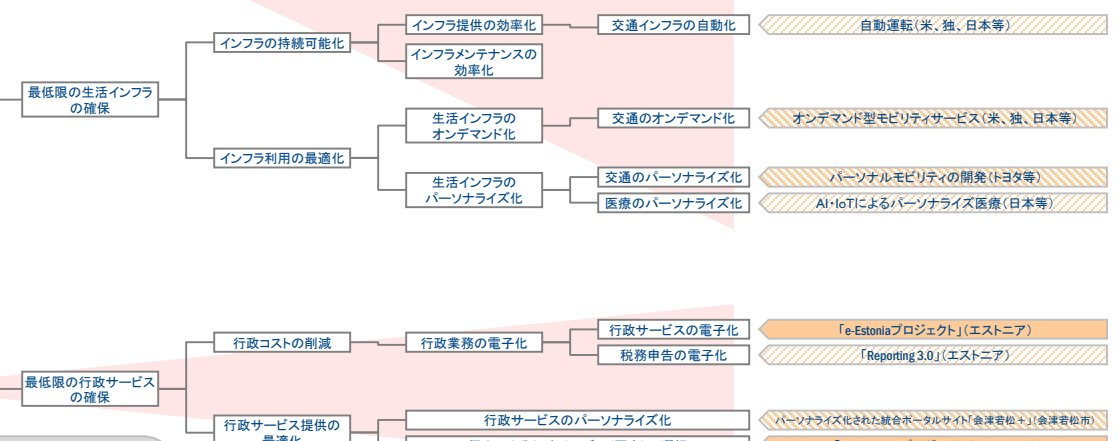 インフラ提供の効率化
交通インフラの自動化
自動運転(米、独、日本等)
インフラの持続可能化
インフラメンテナンスの
効率化
最低限の生活インフラ
の確保
生活インフラの
オンデマンド化
交通のオンデマンド化
オンデマンド型モビリティサービス(米、独、日本等)
インフラ利用の最適化
生活インフラの
パーソナライズ化
交通のパーソナライズ化
パーソナルモビリティの開発(トヨタ等)
医療のパーソナライズ化
AI・IoTによるパーソナライズ医療(日本等)
行政サービスの電子化
「e-Estoniaプロジェクト」(エストニア)
行政コストの削減
行政業務の電子化
税務申告の電子化
「Reporting 3.0」(エストニア)
最低限の行政サービス
の確保
行政サービス提供の
最適化
行政サービスのパーソナライズ化
パーソナライズ化された統合ポータルサイト「会津若松+」(会津若松市)